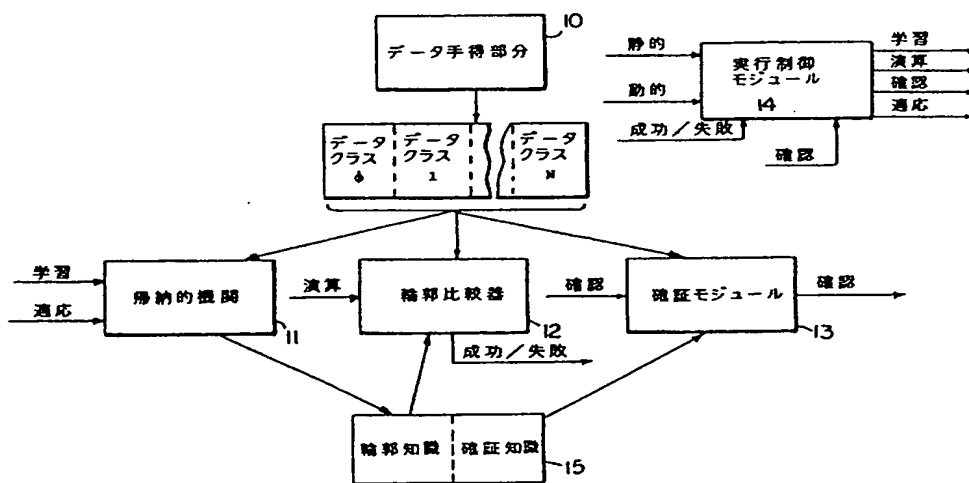 10
データ手得部分
データ クラス 0
データ クラス 1
データ クラス N
静的
動的
成功/失敗
確認
実行制御
モジュール
14
学習
演算
確認
適応
学習
適応
帰納的機関
11
演算
輪郭比較器
12
成功/失敗
確認
確証モジュール
13
確認
輪郭知識
確証知識
15